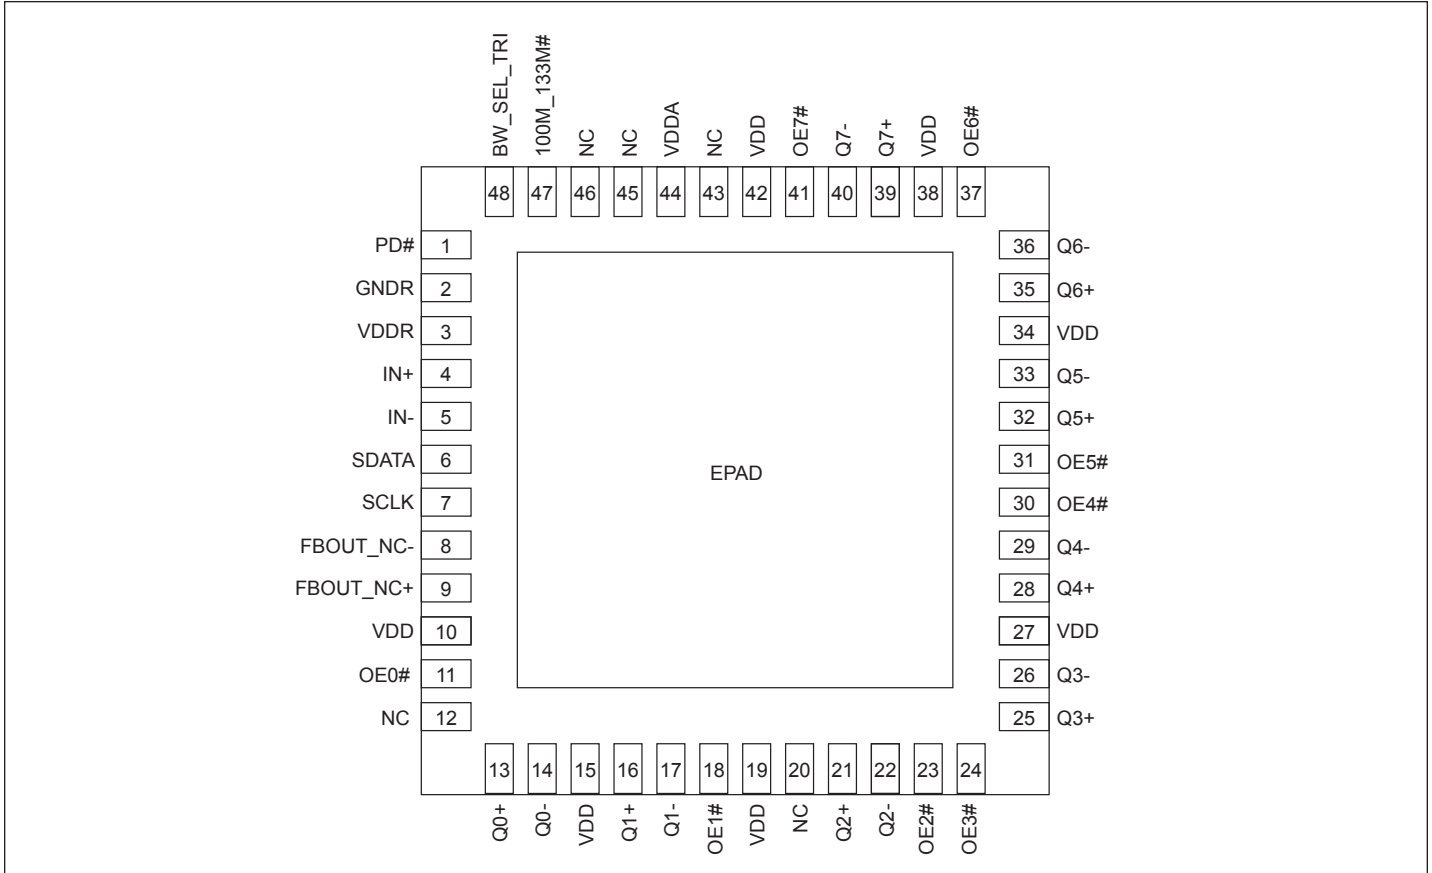 BW_SEL_TRI
100M_133M#
NC
NC
VDDA
NC
VDD
OE7#
Q7-
Q7+
VDD
OE6#
48 47 46 45 44 43 42 41 40 39 38 37
PD# 1 36 Q6-
GNDR 2 35 Q6+
VDDR 3 34 VDD
IN+ 4 33 Q5-
IN- 5 32 Q5+
SDATA 6 31 OE5#
EPAD
SCLK 7 30 OE4#
FBOUT_NC- 8 29 Q4-
FBOUT_NC+ 9 28 Q4+
VDD 10 27 VDD
OE0# 11 26 Q3-
NC 12 25 Q3+
13 14 15 16 17 18 19 20 21 22 23 24
Q0+
Q0-
VDD
Q1+
Q1-
OE1#
VDD
NC
Q2+
Q2-
OE2#
OE3#